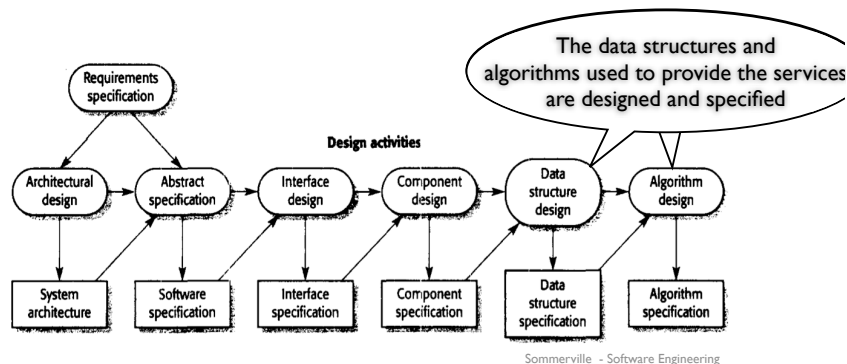 The data structures and
algorithms used to provide the services
are designed and specified
Requirements
specification
Design activities
Architectural
design
Abstract
specification
Interface
design
Component
design
Data
structure
design
Algorithm
design
System
architecture
Software
specification
Interface
specification
Component
specification
Data
structure
specification
Algorithm
specification
Sommerville - Software Engineering